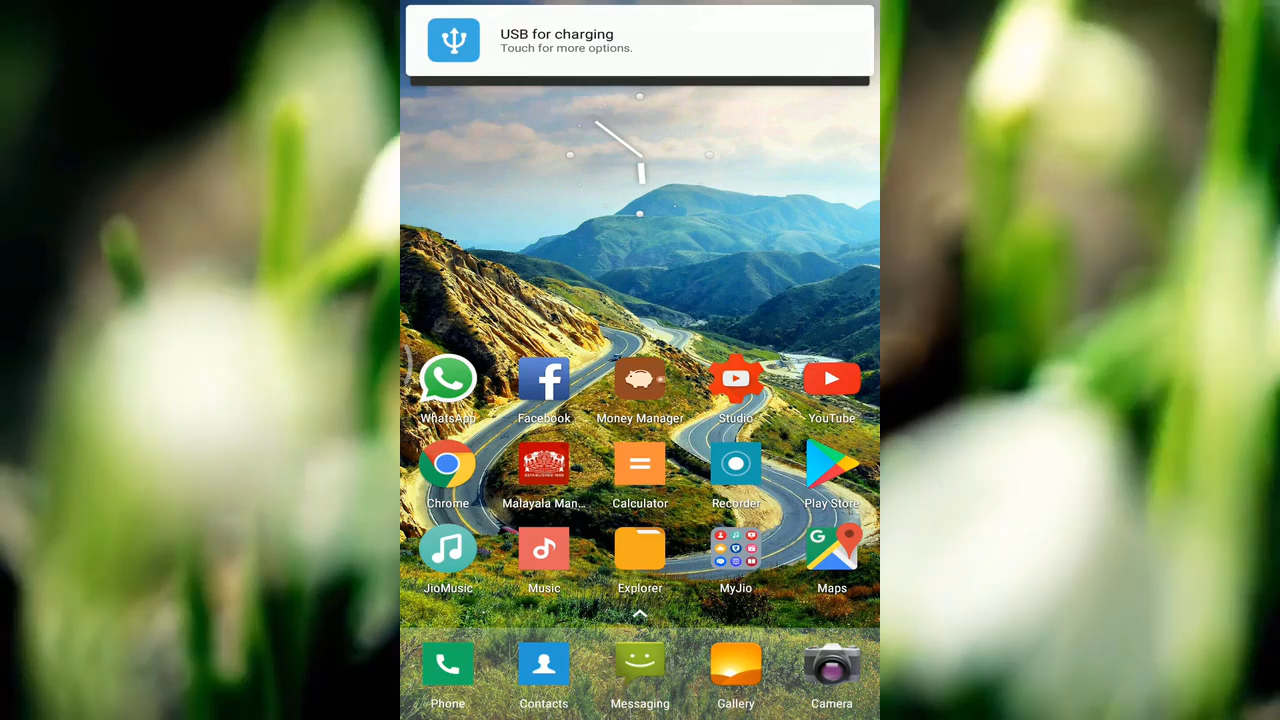 USB for charging
Touch for more options.
WhatsApp Facebook Money Manager Studio YouTube
Chrome Malayala Man... Calculator Recorder Play Store
JioMusic Music Explorer MyJio Maps
Phone Contacts Messaging Gallery Camera